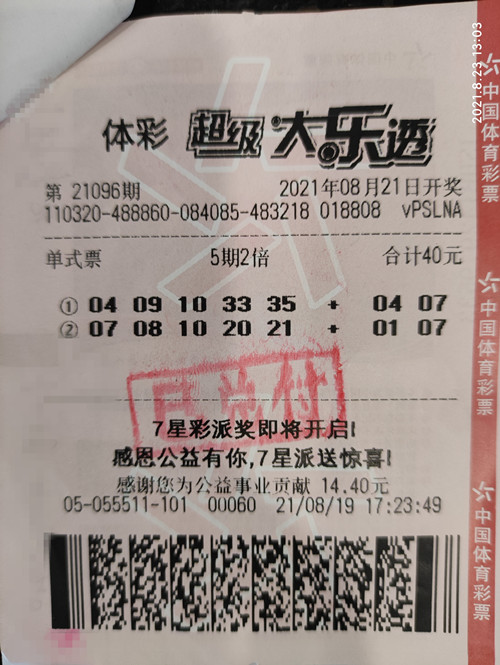 2021.8.23 13:03
体彩 超级大乐透
第 21096期 2021年08月21日开奖
110320-488860-084085-483218 018808 vPSLNA
单式票 5期2倍 合计40元
① 04 09 10 33 35 + 04 07
② 07 08 10 20 21 + 01 07
已兑付
7星彩派奖即将开启!
感恩公益有你,7星派送惊喜!
感谢您为公益事业贡献 14.40元
05-055511-101 00060 21/08/19 17:23:49
中国体育彩票
中国体育彩票
中国体育彩票